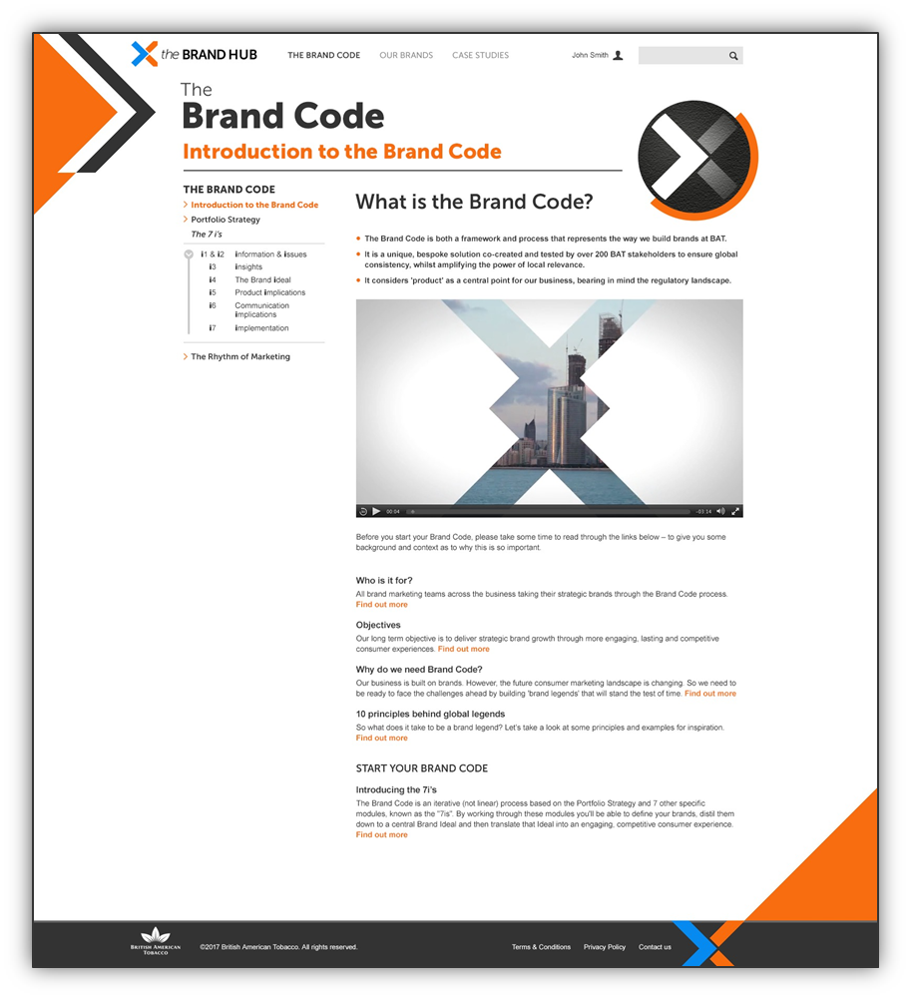 the BRAND HUB
THE BRAND CODE
OUR BRANDS
CASE STUDIES
John Smith
The
Brand Code
Introduction to the Brand Code
THE BRAND CODE
Introduction to the Brand Code
Portfolio Strategy
The 7 i's
i1 & i2 Information & issues
i3 insights
i4 The Brand ideal
i5 Product implications
i6 Communication
implications
i7 implementation
The Rhythm of Marketing
What is the Brand Code?
The Brand Code is both a framework and process that represents the way we build brands at BAT.
It is a unique, bespoke solution co-created and tested by over 200 BAT stakeholders to ensure global
consistency, whilst amplifying the power of local relevance.
It considers 'product' as a central point for our business, bearing in mind the regulatory landscape.
00:04
-03:14
Before you start your Brand Code, please take some time to read through the links below – to give you some
background and context as to why this is so important.
Who is it for?
All brand marketing teams across the business taking their strategic brands through the Brand Code process.
Find out more
Objectives
Our long term objective is to deliver strategic brand growth through more engaging, lasting and competitive
consumer experiences. Find out more
Why do we need Brand Code?
Our business is built on brands. However, the future consumer marketing landscape is changing. So we need to
be ready to face the challenges ahead by building 'brand legends' that will stand the test of time. Find out more
10 principles behind global legends
So what does it take to be a brand legend? Let's take a look at some principles and examples for inspiration.
Find out more
START YOUR BRAND CODE
Introducing the 7i's
The Brand Code is an iterative (not linear) process based on the Portfolio Strategy and 7 other specific
modules, known as the "7is". By working through these modules you'll be able to define your brands, distil them
down to a central Brand Ideal and then translate that Ideal into an engaging, competitive consumer experience.
Find out more
BRITISH AMERICAN
TOBACCO
©2017 British American Tobacco. All rights reserved.
Terms & Conditions
Privacy Policy
Contact us